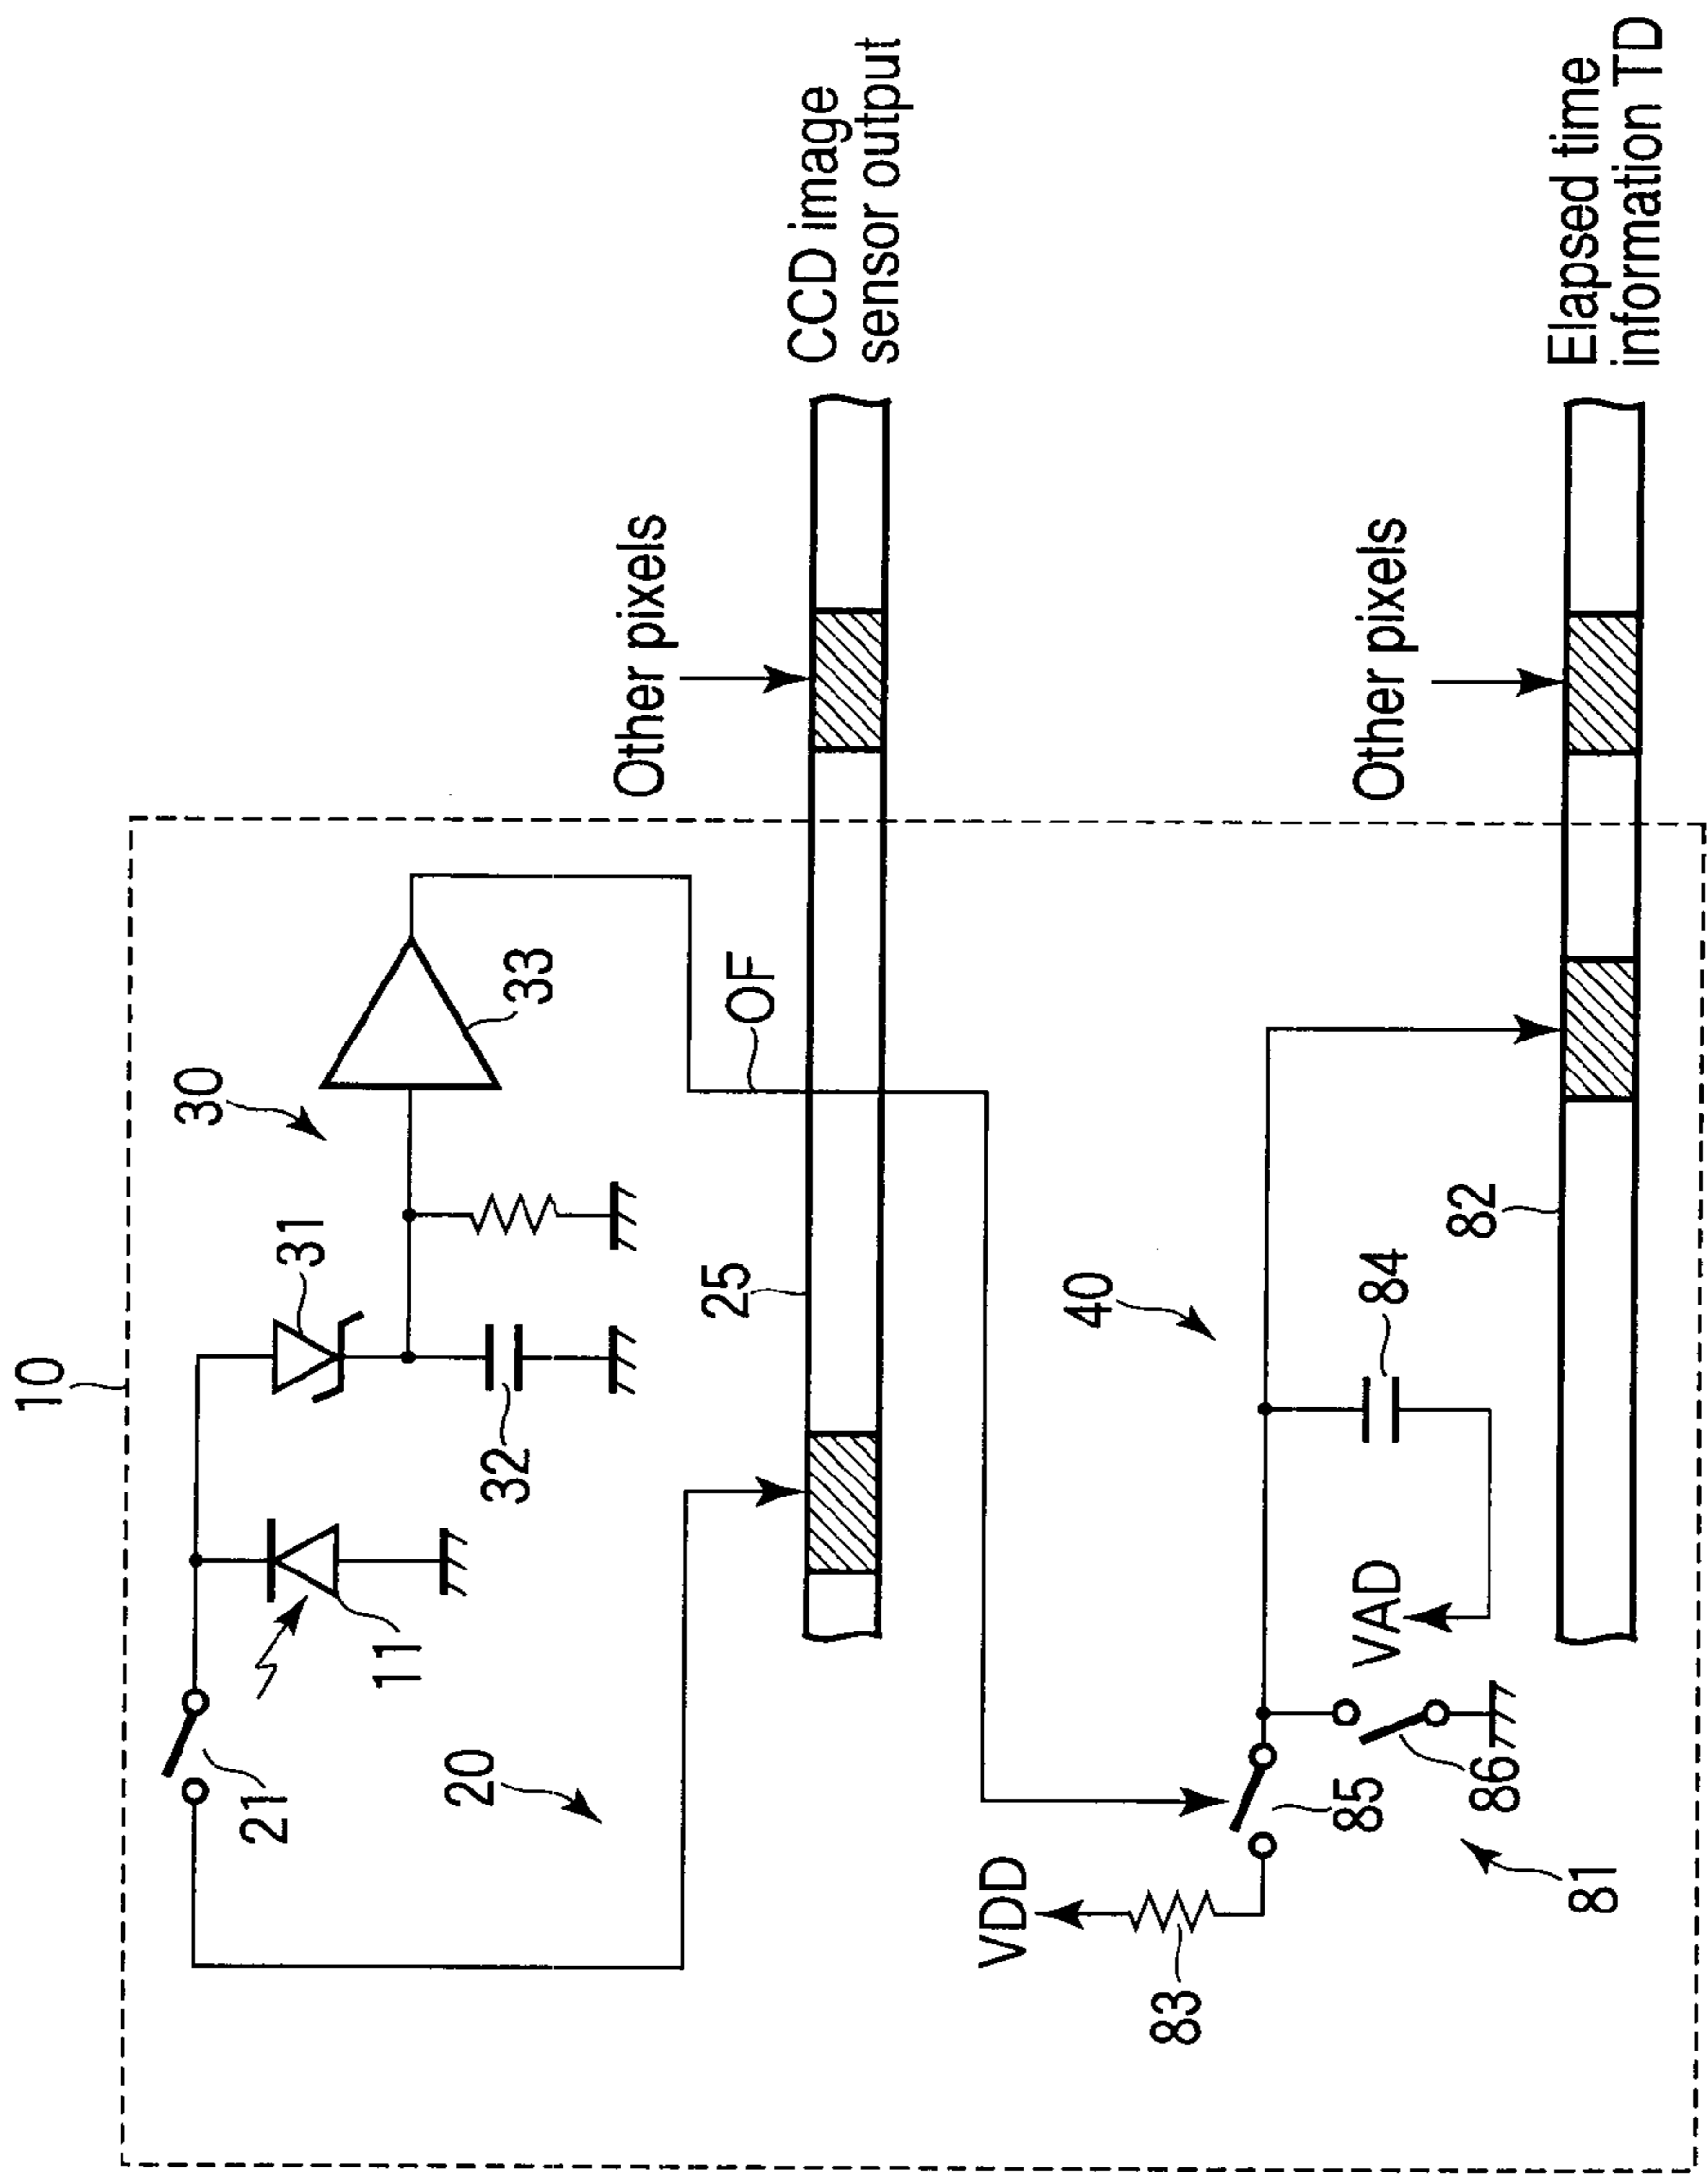 10
30
31
33
32
11
21
20
OF
25
Other pixels
CCD image
sensor output
40
VDD
83
85
86
81
VAD
84
82
Other pixels
Elapsed time
information TD